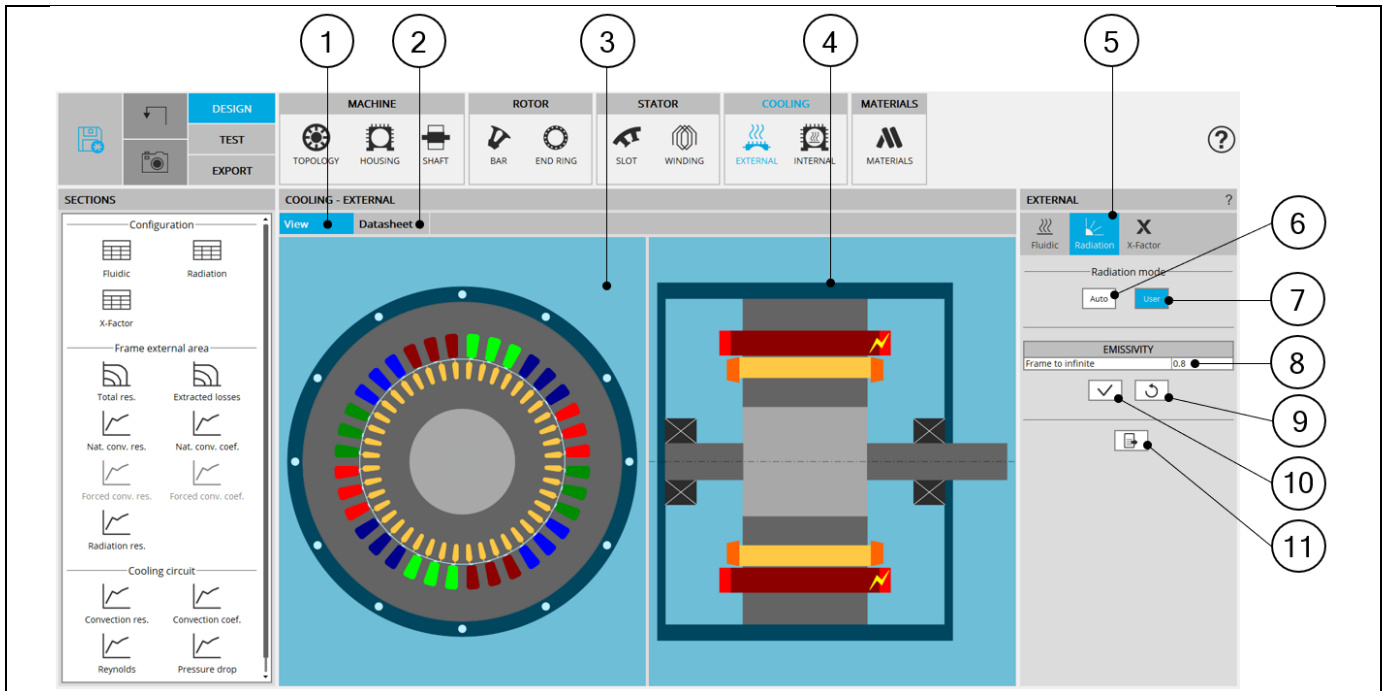 1 2 3 4 5
DESIGN
TEST
EXPORT
MACHINE
TOPOLOGY HOUSING SHAFT
ROTOR
BAR END RING
STATOR
SLOT WINDING
COOLING
EXTERNAL INTERNAL
MATERIALS
MATERIALS
?
SECTIONS
Configuration
Fluidic Radiation
X-Factor
Frame external area
Total res. Extracted losses
Nat. conv. res. Nat. conv. coef.
Forced conv. res. Forced conv. coef.
Radiation res.
Cooling circuit
Convection res. Convection coef.
Reynolds Pressure drop
COOLING - EXTERNAL
View Datasheet
EXTERNAL ?
Fluidic Radiation X X-Factor
Radiation mode
Auto User
EMISSIVITY
Frame to infinite 0.8
6
7
8
9
10
11